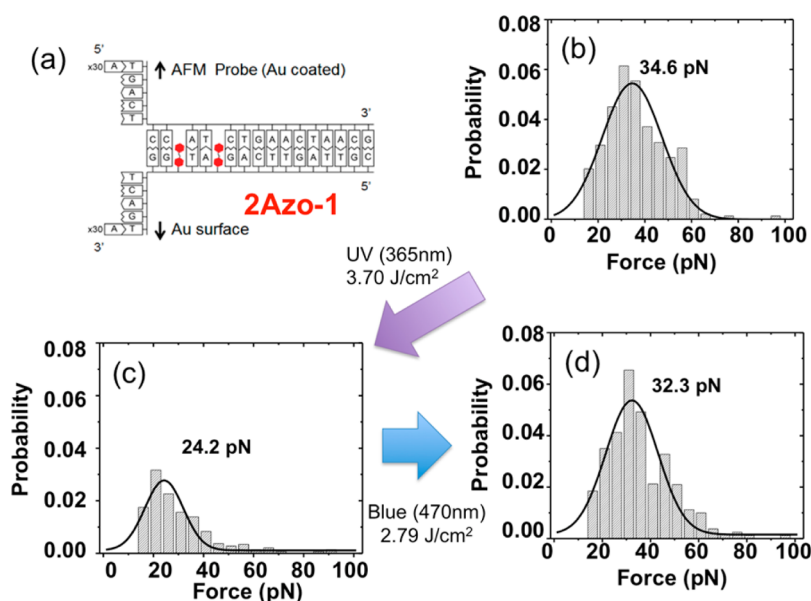 (a)
5'
x30 A T
G
A
C
T
AFM Probe (Au coated)
3'
C C A T C T G A A C T A A C G
G G T A G A C T T G A T T G C
5'
2Azo-1
T
C
A
G
x30 A T
3'
Au surface
(b)
34.6 pN
Probability
0.08
0.06
0.04
0.02
0.00
0 20 40 60 80 100
Force (pN)
UV (365nm)
3.70 J/cm²
(c)
24.2 pN
Probability
0.08
0.06
0.04
0.02
0.00
0 20 40 60 80 100
Force (pN)
Blue (470nm)
2.79 J/cm²
(d)
32.3 pN
Probability
0.08
0.06
0.04
0.02
0.00
0 20 40 60 80 100
Force (pN)